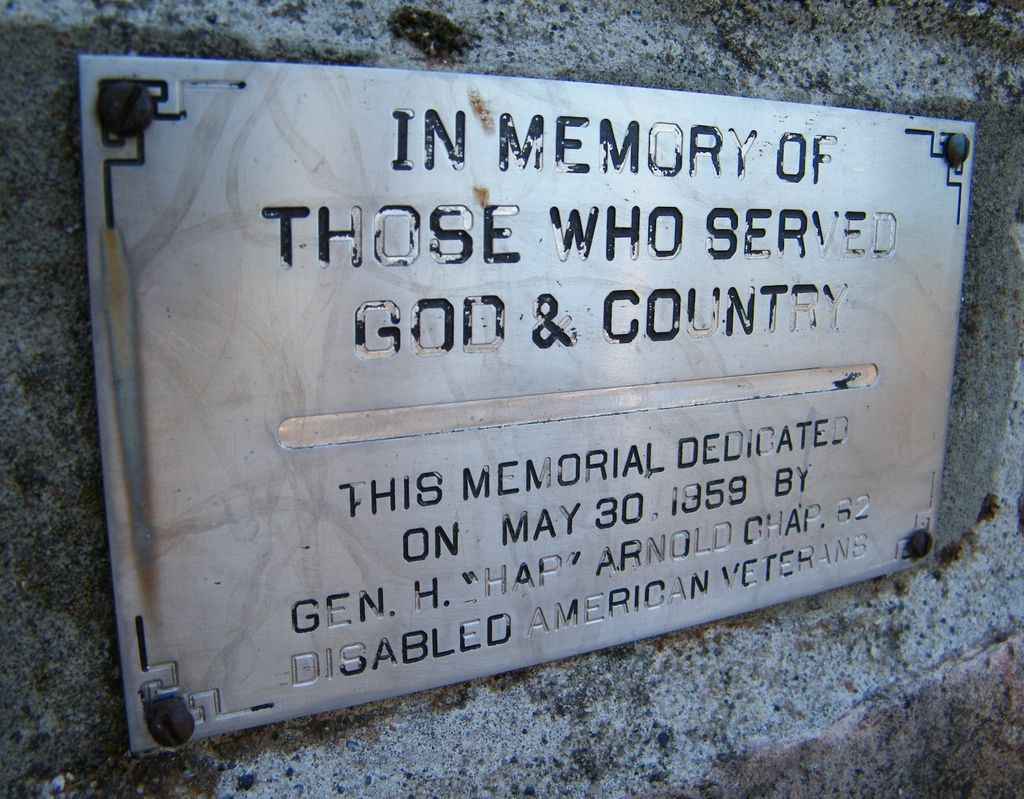 IN MEMORY OF
THOSE WHO SERVED
GOD & COUNTRY
THIS MEMORIAL DEDICATED
ON MAY 30, 1959 BY
GEN. H. "HAP" ARNOLD CHAP. 62
DISABLED AMERICAN VETERANS